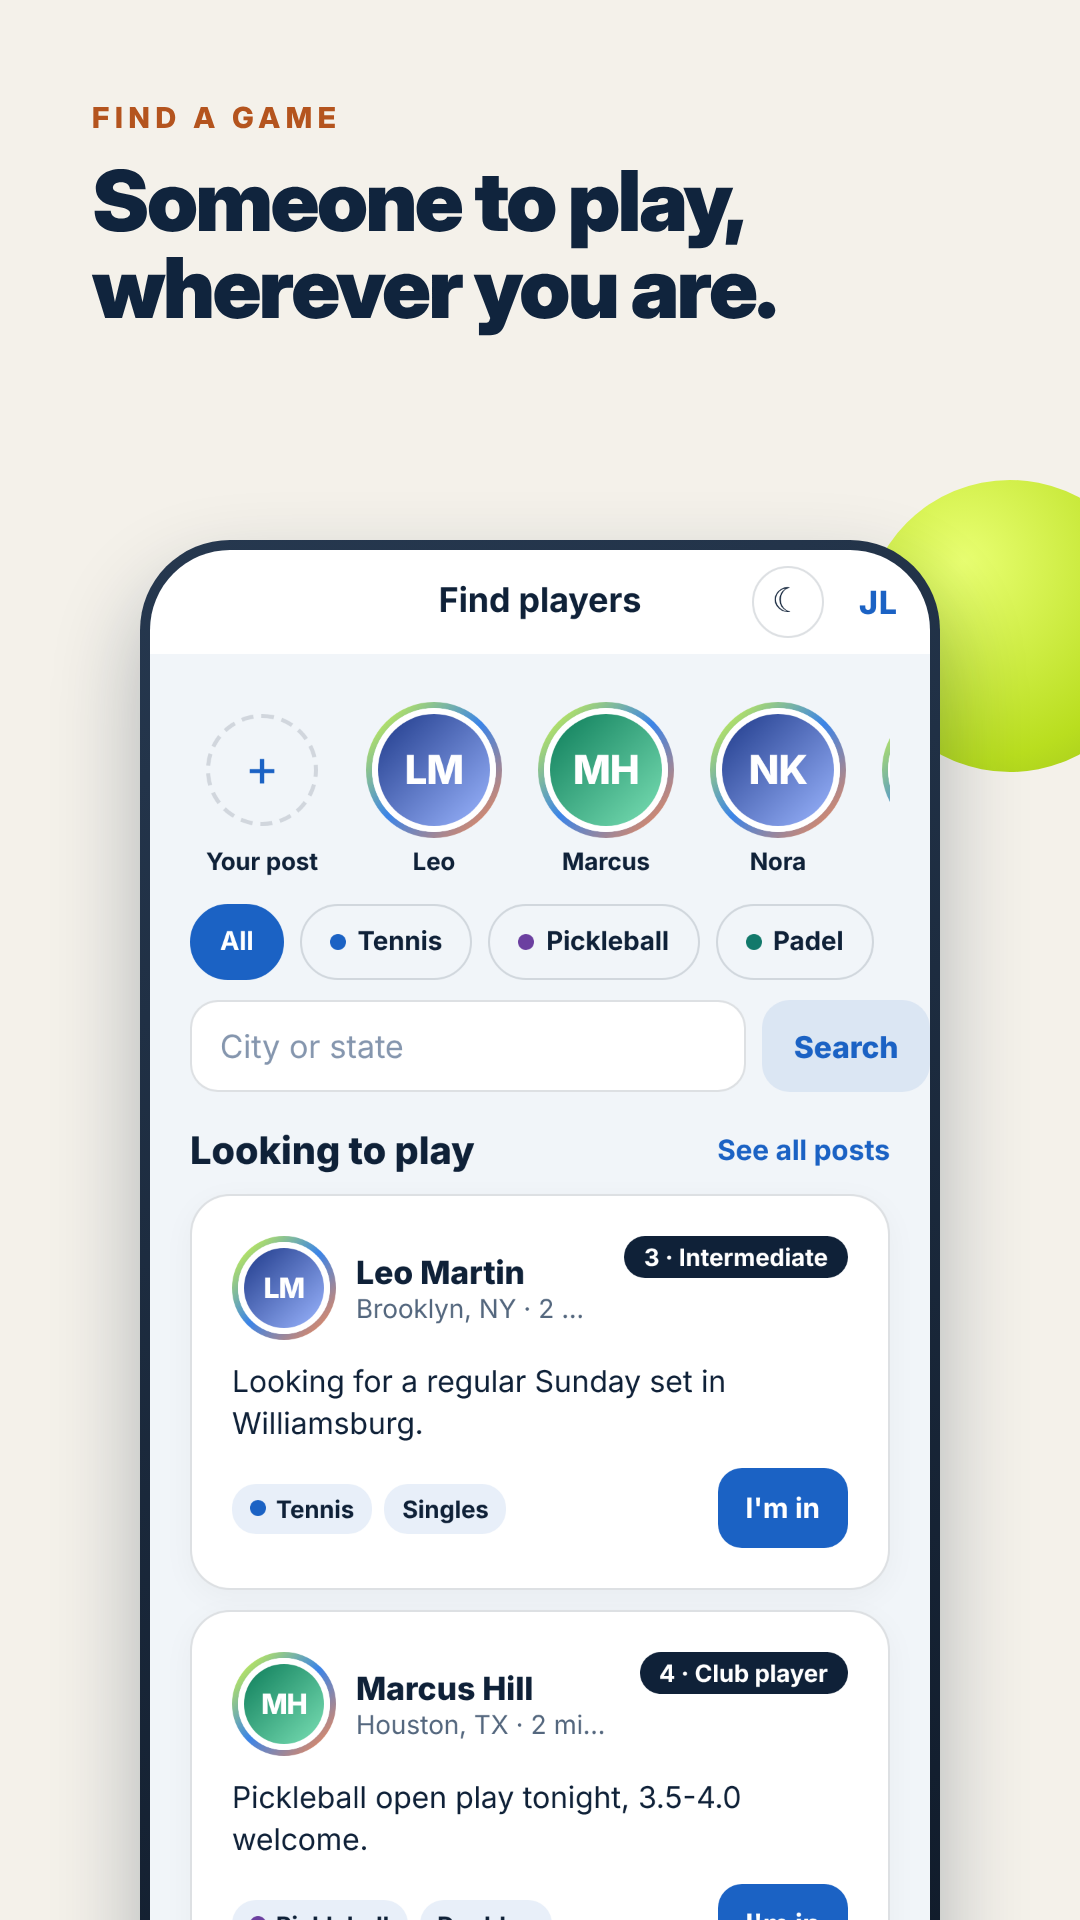 FIND A GAME
Someone to play,
wherever you are.
Find players
JL
+
LM
MH
NK
Your post
Leo
Marcus
Nora
All
Tennis
Pickleball
Padel
City or state
Search
Looking to play
See all posts
LM
Leo Martin
3 · Intermediate
Brooklyn, NY · 2 ...
Looking for a regular Sunday set in
Williamsburg.
Tennis
Singles
I'm in
MH
Marcus Hill
4 · Club player
Houston, TX · 2 mi...
Pickleball open play tonight, 3.5-4.0
welcome.
Pickleball
I'm in